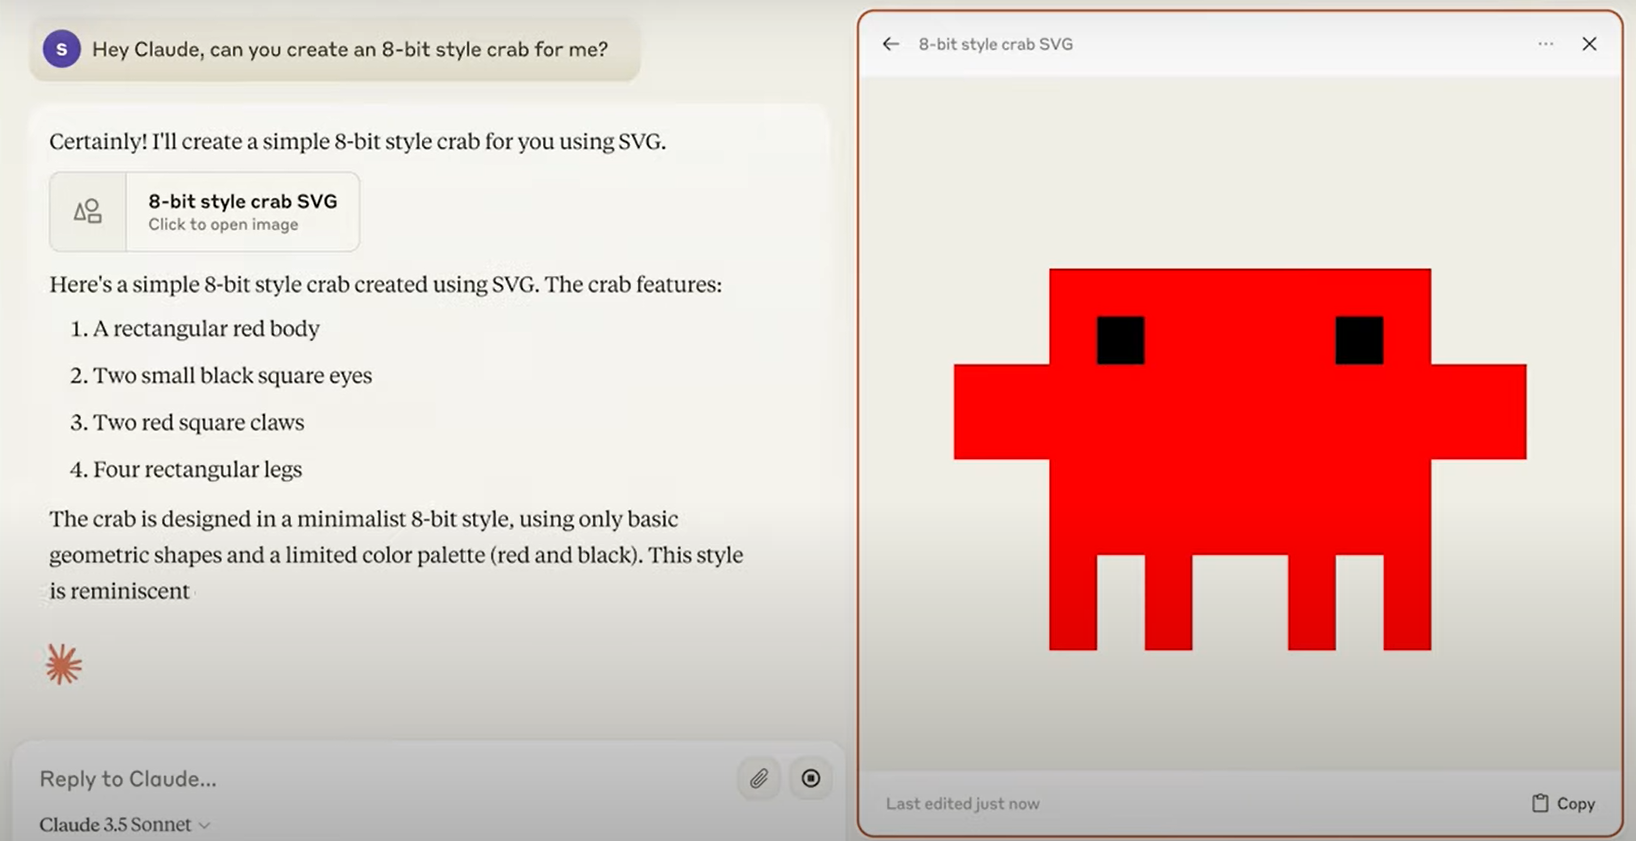 S
Hey Claude, can you create an 8-bit style crab for me?
Certainly! I'll create a simple 8-bit style crab for you using SVG.
8-bit style crab SVG
Click to open image
Here's a simple 8-bit style crab created using SVG. The crab features:
1. A rectangular red body
2. Two small black square eyes
3. Two red square claws
4. Four rectangular legs
The crab is designed in a minimalist 8-bit style, using only basic
geometric shapes and a limited color palette (red and black). This style
is reminiscent
Reply to Claude...
Claude 3.5 Sonnet
8-bit style crab SVG
Last edited just now
Copy